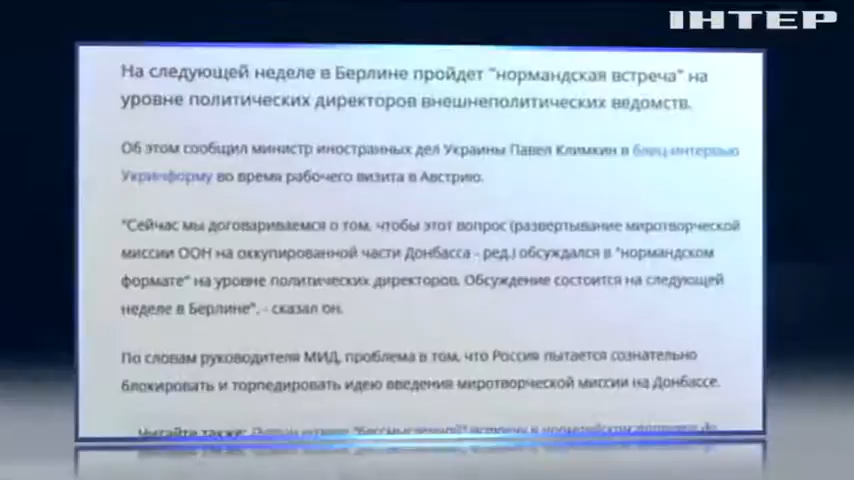 ІНТЕР
На следующей неделе в Берлине пройдет "нормандская встреча" на
уровне политических директоров внешнеполитических ведомств.
Об этом сообщил министр иностранных дел Украины Павел Климкин в блиц-интервью
Укринформу во время рабочего визита в Австрию.
"Сейчас мы договариваемся о том, чтобы этот вопрос (развертывание миротворческой
миссии ООН на оккупированной части Донбасса - ред.) обсуждался в "нормандском
формате" на уровне политических директоров. Обсуждение состоится на следующей
неделе в Берлине", - сказал он.
По словам руководителя МИД, проблема в том, что Россия пытается сознательно
блокировать и торпедировать идею введения миротворческой миссии на Донбассе.
Читайте также: